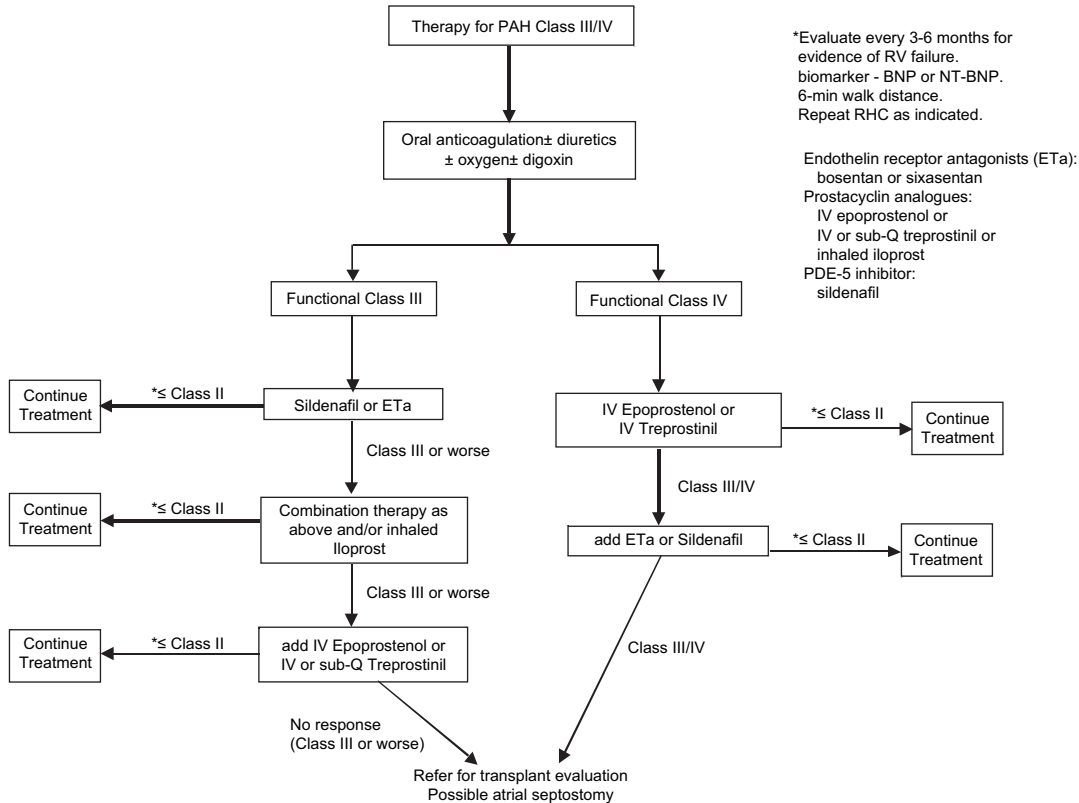 Therapy for PAH Class III/IV
*Evaluate every 3-6 months for
evidence of RV failure.
biomarker - BNP or NT-BNP.
6-min walk distance.
Repeat RHC as indicated.
Oral anticoagulation± diuretics
± oxygen± digoxin
Endothelin receptor antagonists (ETa):
bosentan or sixasentan
Prostacyclin analogues:
IV epoprostenol or
IV or sub-Q treprostinil or
inhaled iloprost
PDE-5 inhibitor:
sildenafil
Functional Class III
Functional Class IV
Continue
Treatment
*≤ Class II
Sildenafil or ETa
Class III or worse
Continue
Treatment
*≤ Class II
Combination therapy as
above and/or inhaled
Iloprost
Class III or worse
Continue
Treatment
*≤ Class II
add IV Epoprostenol or
IV or sub-Q Treprostinil
No response
(Class III or worse)
IV Epoprostenol or
IV Treprostinil
*≤ Class II
Continue
Treatment
Class III/IV
add ETa or Sildenafil
*≤ Class II
Continue
Treatment
Class III/IV
Refer for transplant evaluation
Possible atrial septostomy